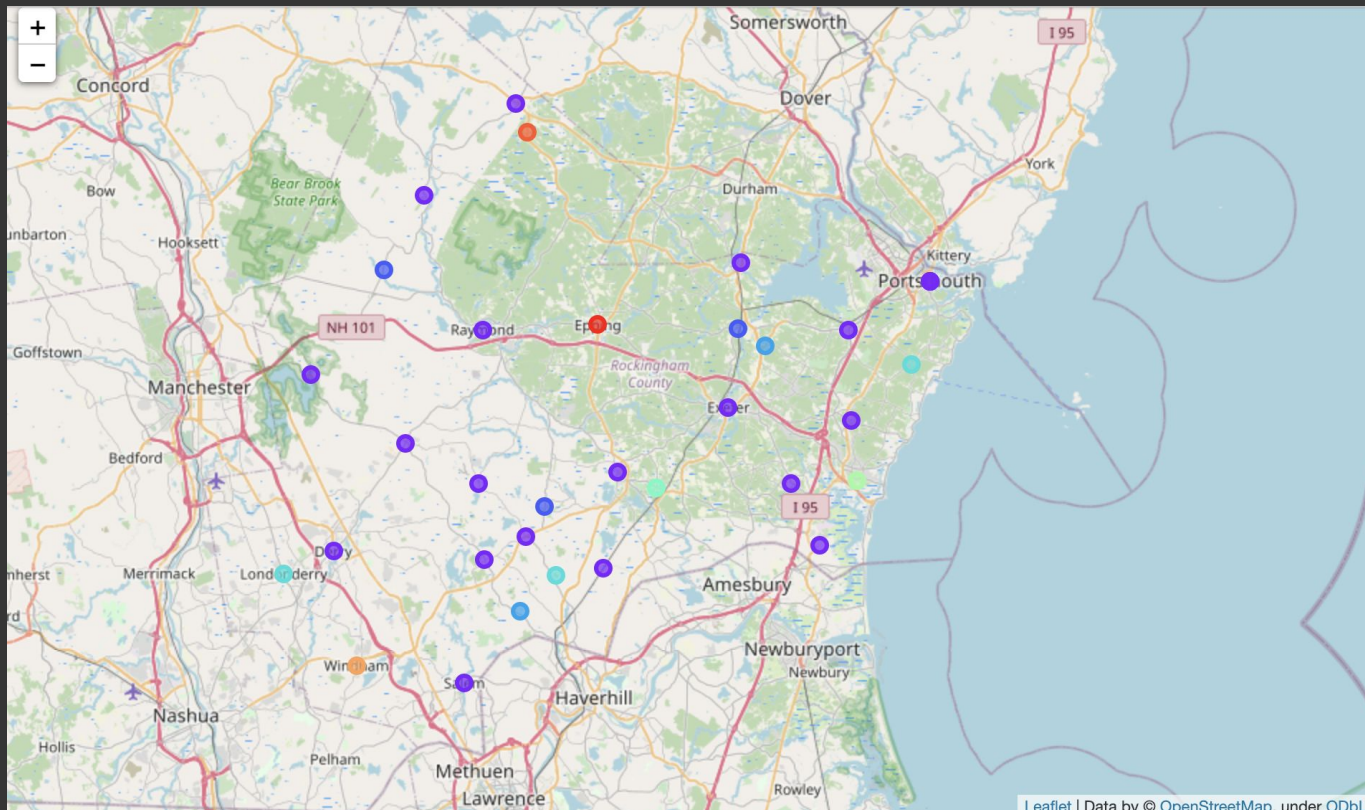 +
−
Somersworth
I 95
Concord
Dover
York
Bear Brook
State Park
Bow
Durham
unbarton
Hooksett
Kittery
Portsmouth
NH 101
Raymond
Epping
Goffstown
Rockingham
County
Manchester
Exeter
Bedford
I 95
Derry
mherst
Merrimack
Londonderry
Amesbury
rd
Newburyport
Windham
Newbury
Salem
Haverhill
Nashua
Hollis
Pelham
Methuen
Rowley
Lawrence
Leaflet | Data by © OpenStreetMap, under ODbL